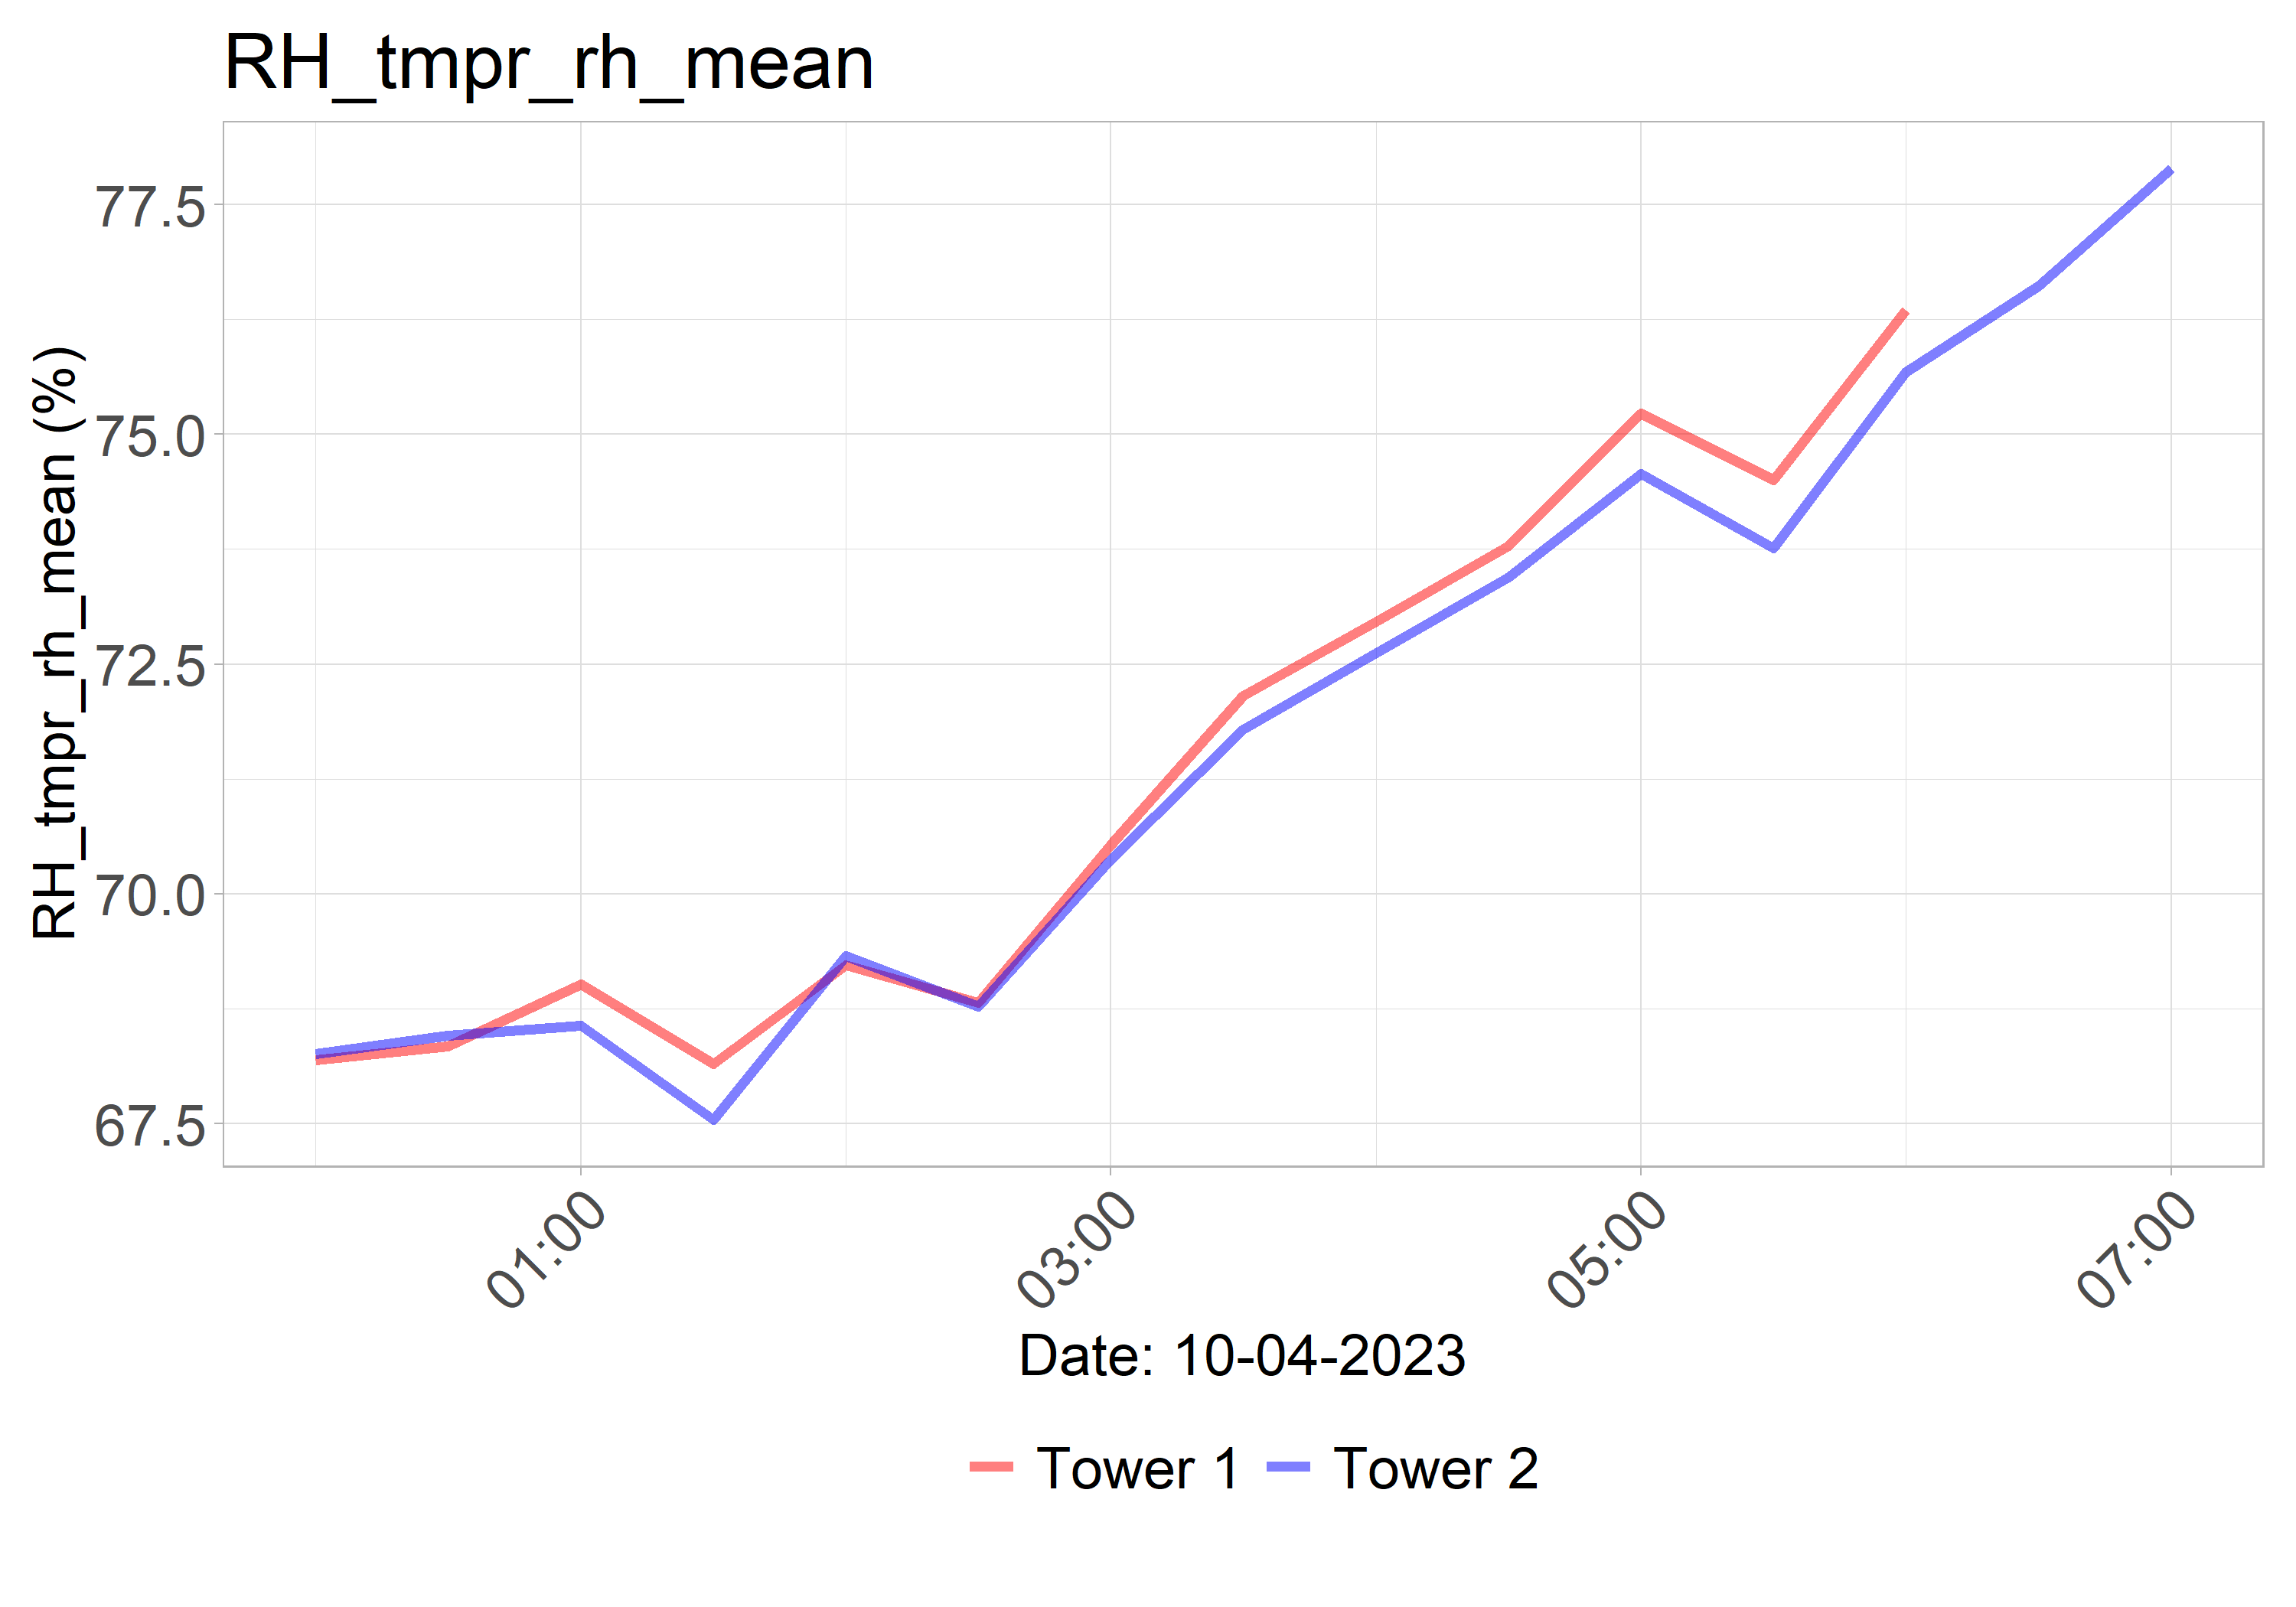 RH_tmpr_rh_mean
RH_tmpr_rh_mean (%)
77.5
75.0
72.5
70.0
67.5
01:00
03:00
05:00
07:00
Date: 10-04-2023
Tower 1
Tower 2